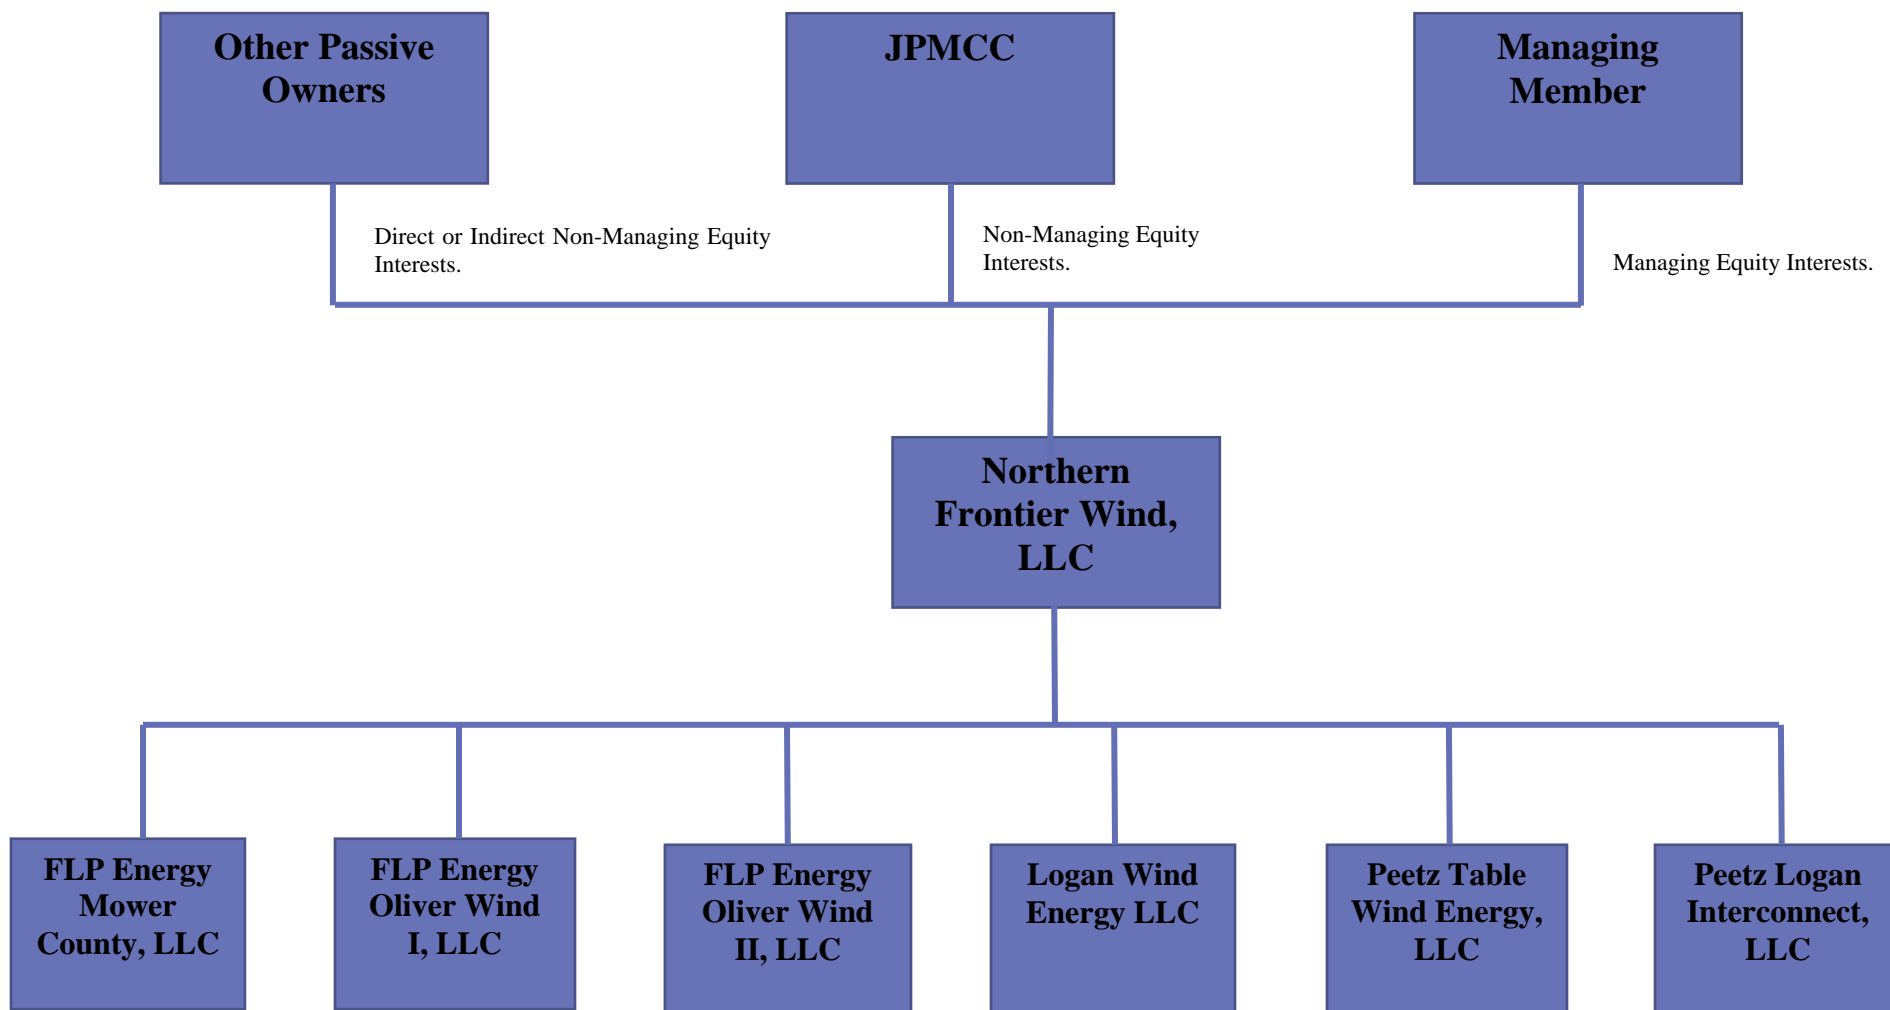 Other Passive
Owners
JPMCC
Managing
Member
Direct or Indirect Non-Managing Equity
Interests.
Non-Managing Equity
Interests.
Managing Equity Interests.
Northern
Frontier Wind,
LLC
FLP Energy
Mower
County, LLC
FLP Energy
Oliver Wind
I, LLC
FLP Energy
Oliver Wind
II, LLC
Logan Wind
Energy LLC
Peetz Table
Wind Energy,
LLC
Peetz Logan
Interconnect,
LLC